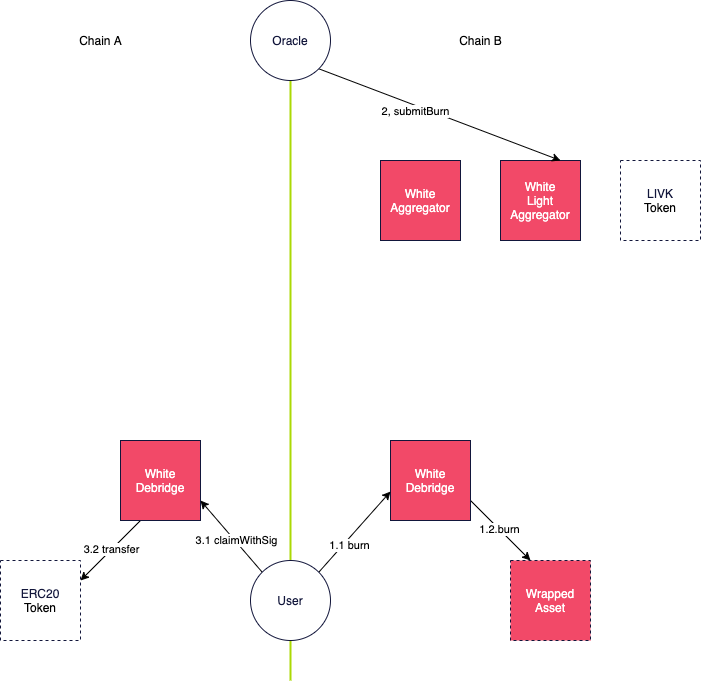 Chain A
Oracle
Chain B
2, submitBurn
White
Aggregator
White
Light
Aggregator
LIVK
Token
White
Debridge
White
Debridge
1.2.burn
3.1 claimWithSig
1.1 burn
3.2 transfer
ERC20
Token
User
Wrapped
Asset